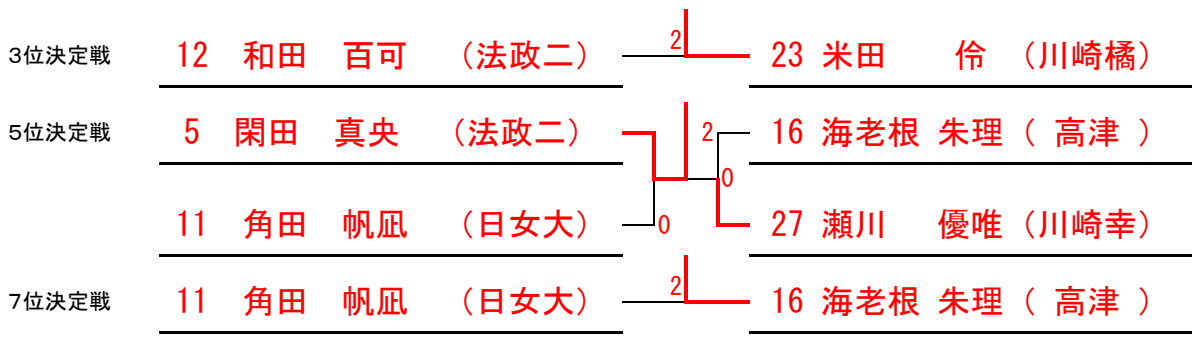 3位決定戦 12 和田 百可 (法政二) 2 23 米田 伶 (川崎橘)
5位決定戦 5 閑田 真央 (法政二) 2 16 海老根 朱理 ( 高津 )
0
11 角田 帆凪 (日女大) 0 27 瀬川 優唯 (川崎幸)
7位決定戦 11 角田 帆凪 (日女大) 2 16 海老根 朱理 ( 高津 )